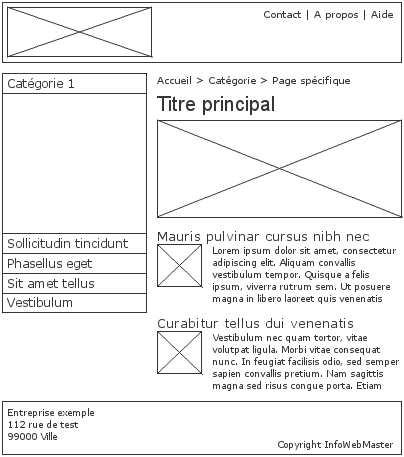 Contact | A propos | Aide
Catégorie 1
Sollicitudin tincidunt
Phasellus eget
Sit amet tellus
Vestibulum
Accueil > Catégorie > Page spécifique
Titre principal
Mauris pulvinar cursus nibh nec
Lorem ipsum dolor sit amet, consectetur
adipiscing elit. Aliquam convallis
vestibulum tempor. Quisque a felis
ipsum, viverra rutrum sem. Ut posuere
magna in libero laoreet quis venenatis
Curabitur tellus dui venenatis
Vestibulum nec quam tortor, vitae
volutpat ligula. Morbi vitae consequat
nunc. In feugiat facilisis odio, sed semper
sapien convallis pretium. Nam sagittis
magna sed risus congue porta. Etiam
Entreprise exemple
112 rue de test
99000 Ville
Copyright InfoWebMaster